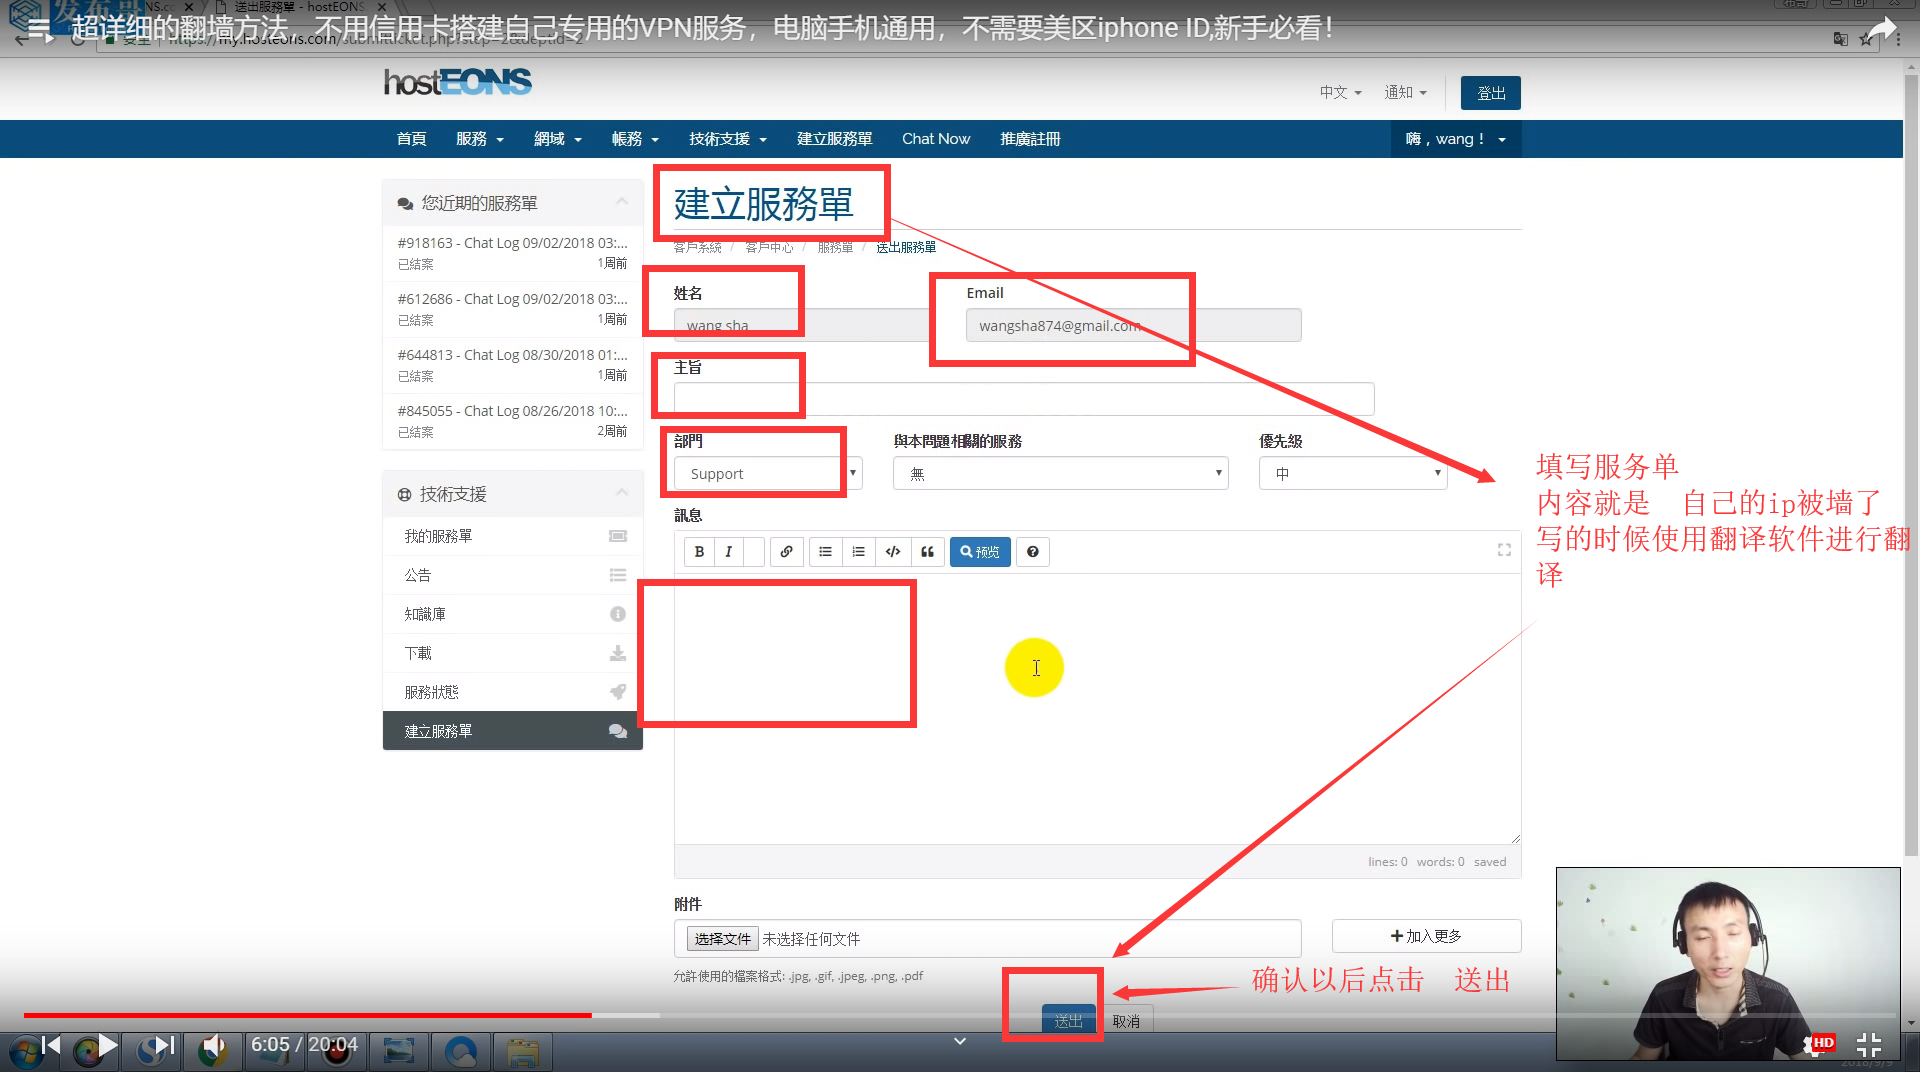 发布哥
NS.cc
送出服務單 - hostEONS
超详细的翻墙方法，不用信用卡搭建自己专用的VPN服务，电脑手机通用，不需要美区iphone ID,新手必看！
安全 https://my.hosteons.com/submitticket.php?step=2&deptid=2
hostEONS
中文
通知
登出
首頁
服務
網域
帳務
技術支援
建立服務單
Chat Now
推廣註冊
嗨，wang！
您近期的服務單
#918163 - Chat Log 09/02/2018 03:...
已結案 1周前
#612686 - Chat Log 09/02/2018 03:...
已結案 1周前
#644813 - Chat Log 08/30/2018 01:...
已結案 1周前
#845055 - Chat Log 08/26/2018 10:...
已結案 2周前
技術支援
我的服務單
公告
知識庫
下載
服務狀態
建立服務單
建立服務單
客戶系統 / 客戶中心 / 服務單 / 送出服務單
姓名
wang sha
Email
wangsha874@gmail.com
主旨
部門
Support
與本問題相關的服務
無
優先級
中
訊息
B I 预览
lines: 0 words: 0 saved
附件
选择文件 未选择任何文件
加入更多
允許使用的檔案格式: .jpg, .gif, .jpeg, .png, .pdf
送出
取消
填写服务单
内容就是 自己的ip被墙了
写的时候使用翻译软件进行翻
译
确认以后点击 送出
6:05 / 20:04
HD